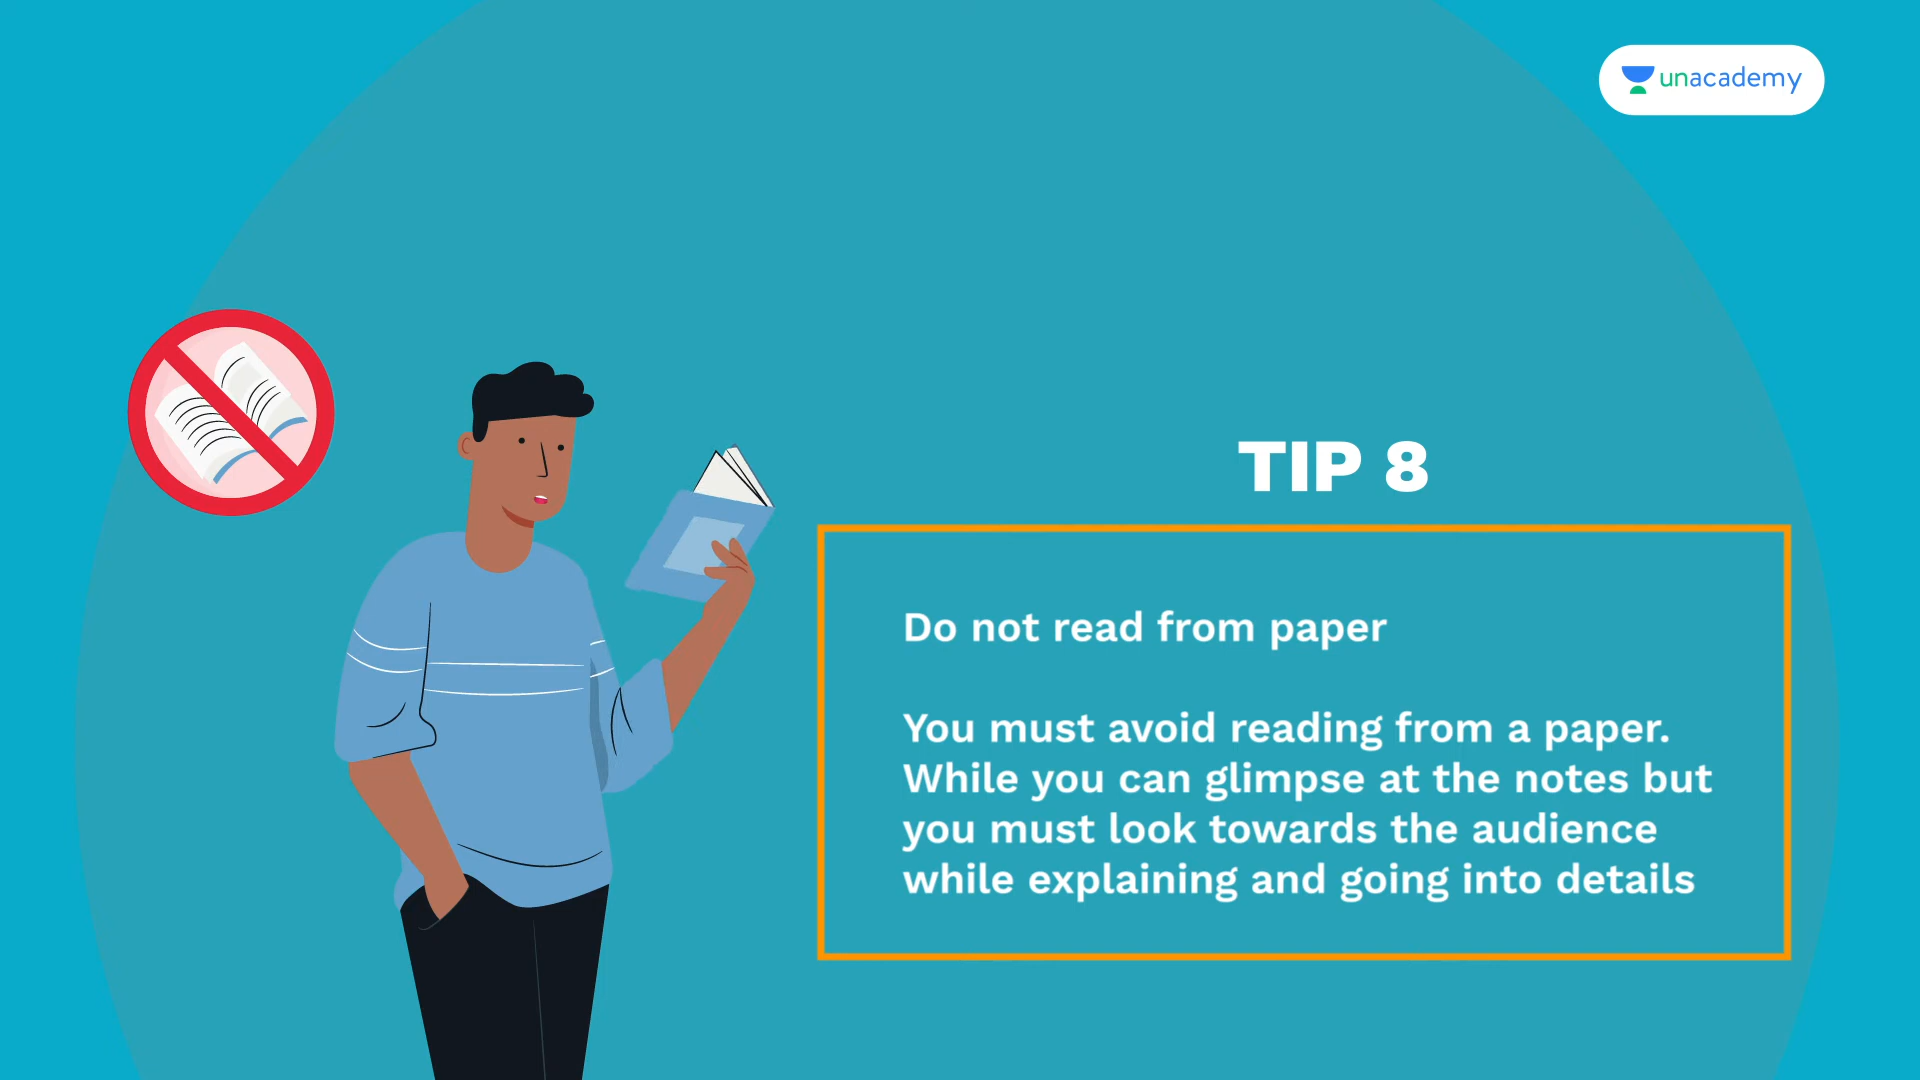 unacademy
TIP 8
Do not read from paper
You must avoid reading from a paper.
While you can glimpse at the notes but
you must look towards the audience
while explaining and going into details